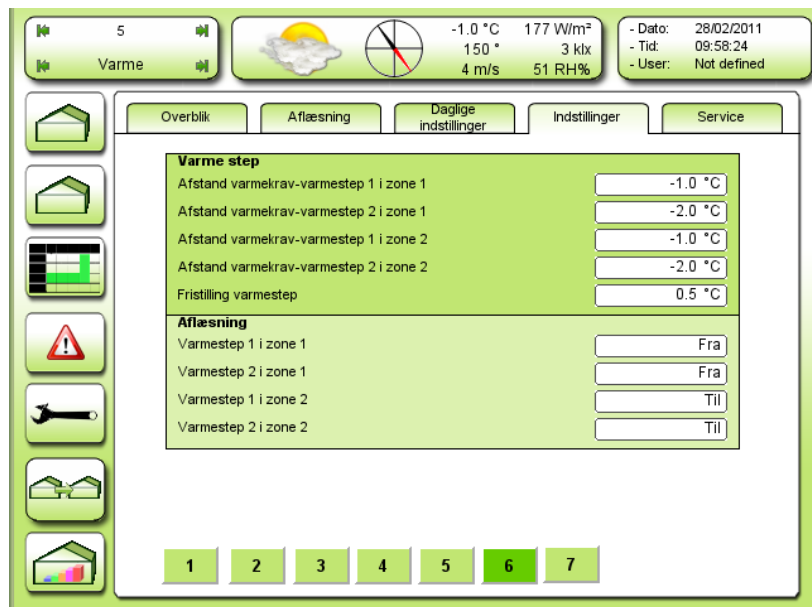 5
Varme
-1.0 °C 177 W/m²
150 ° 3 klx
4 m/s 51 RH%
- Dato: 28/02/2011
- Tid: 09:58:24
- User: Not defined
Overblik
Aflæsning
Daglige
indstillinger
Indstillinger
Service
Varme step
Afstand varmekrav-varmestep 1 i zone 1 -1.0 °C
Afstand varmekrav-varmestep 2 i zone 1 -2.0 °C
Afstand varmekrav-varmestep 1 i zone 2 -1.0 °C
Afstand varmekrav-varmestep 2 i zone 2 -2.0 °C
Fristilling varmestep 0.5 °C
Aflæsning
Varmestep 1 i zone 1 Fra
Varmestep 2 i zone 1 Fra
Varmestep 1 i zone 2 Til
Varmestep 2 i zone 2 Til
1 2 3 4 5 6 7